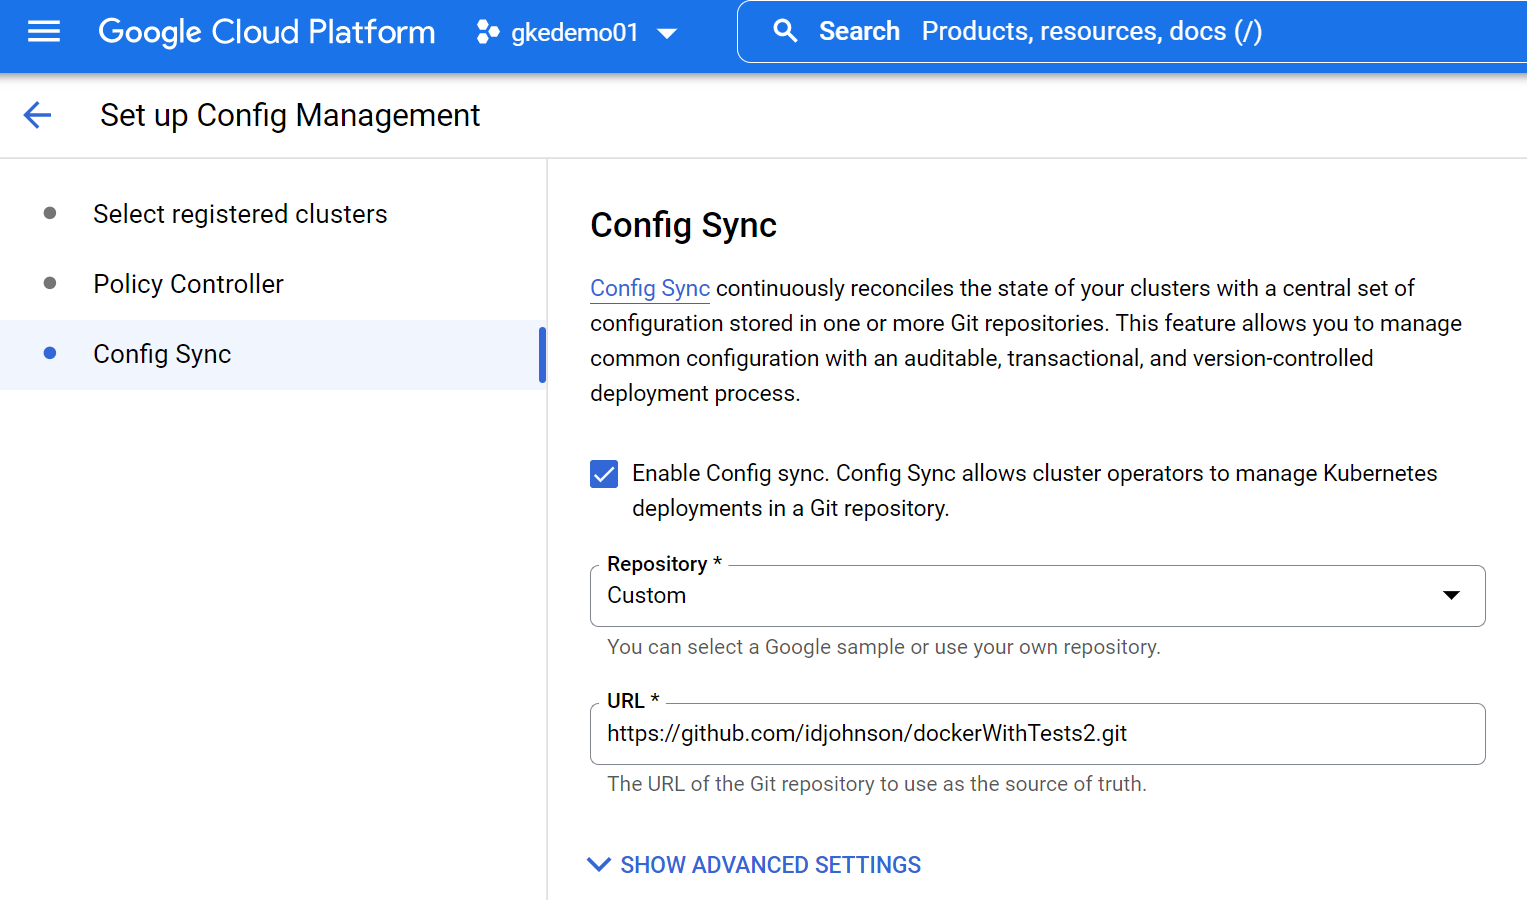 Google Cloud Platform gkedemo01 Search Products, resources, docs (/)
Set up Config Management
Select registered clusters
Policy Controller
Config Sync
Config Sync
Config Sync continuously reconciles the state of your clusters with a central set of
configuration stored in one or more Git repositories. This feature allows you to manage
common configuration with an auditable, transactional, and version-controlled
deployment process.
Enable Config sync. Config Sync allows cluster operators to manage Kubernetes
deployments in a Git repository.
Repository *
Custom
You can select a Google sample or use your own repository.
URL *
https://github.com/idjohnson/dockerWithTests2.git
The URL of the Git repository to use as the source of truth.
SHOW ADVANCED SETTINGS